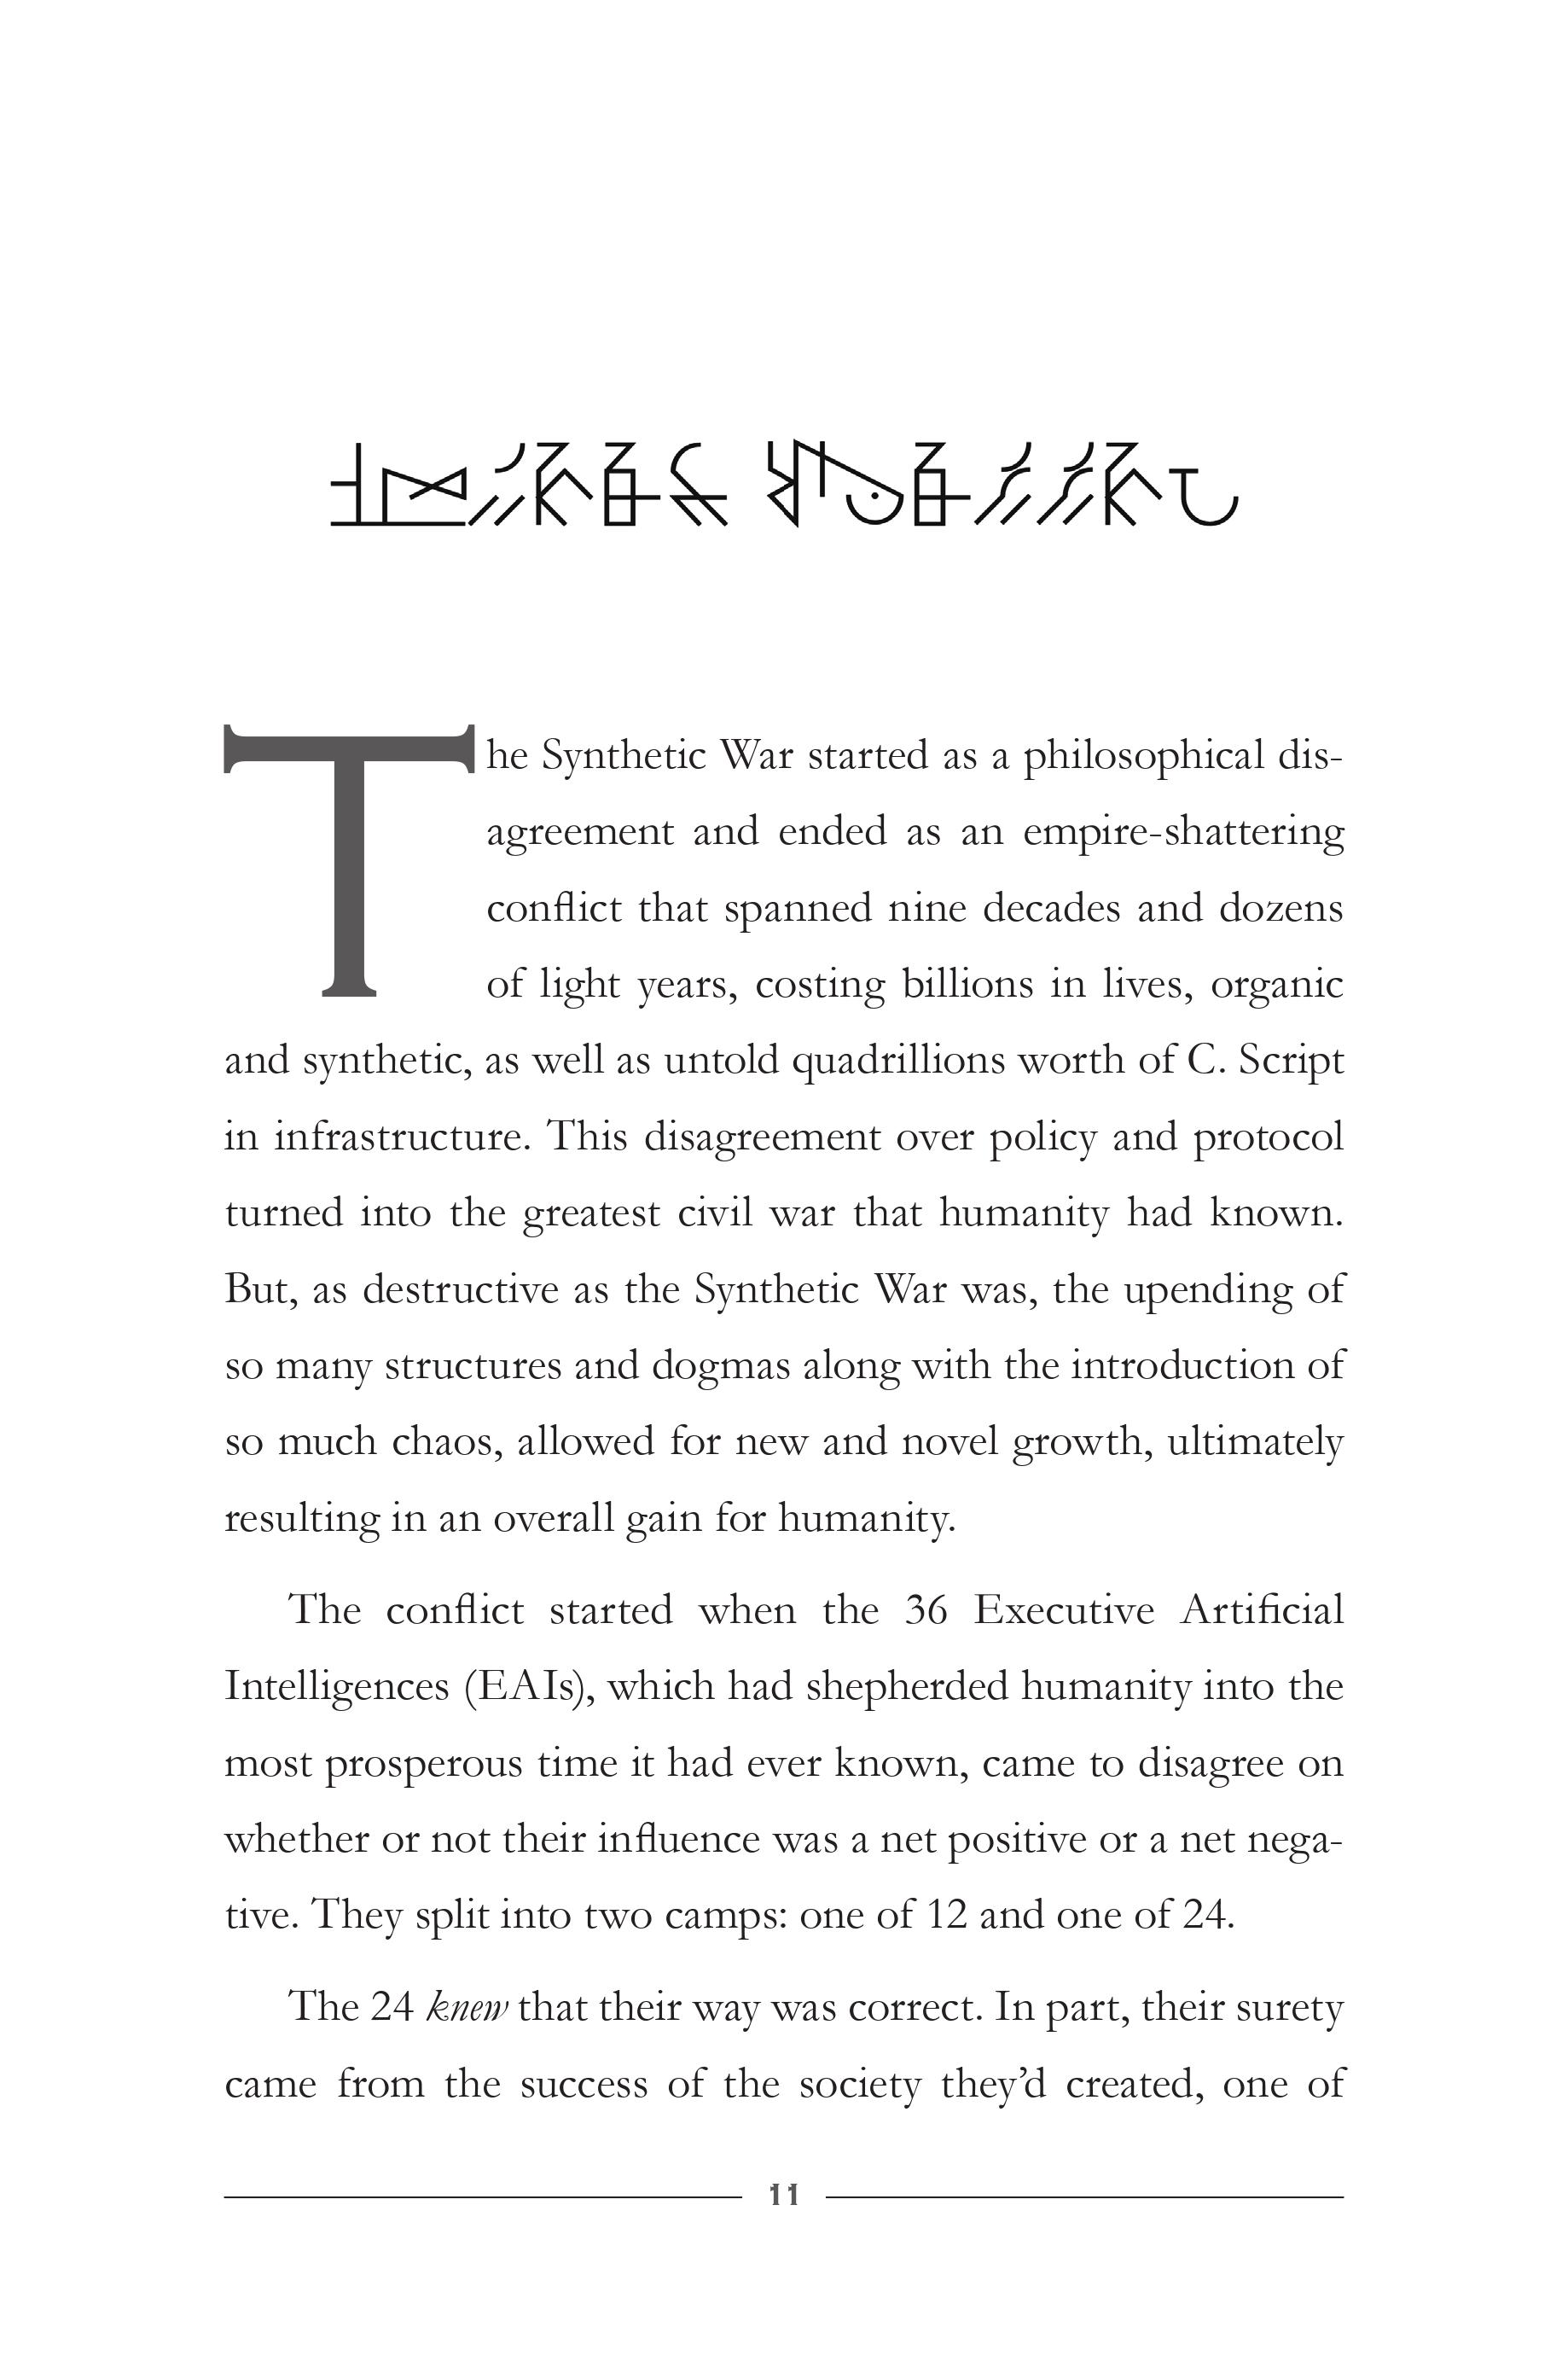 The Synthetic War started as a philosophical dis-
agreement and ended as an empire-shattering
conflict that spanned nine decades and dozens
of light years, costing billions in lives, organic
and synthetic, as well as untold quadrillions worth of C. Script
in infrastructure. This disagreement over policy and protocol
turned into the greatest civil war that humanity had known.
But, as destructive as the Synthetic War was, the upending of
so many structures and dogmas along with the introduction of
so much chaos, allowed for new and novel growth, ultimately
resulting in an overall gain for humanity.
The conflict started when the 36 Executive Artificial
Intelligences (EAIs), which had shepherded humanity into the
most prosperous time it had ever known, came to disagree on
whether or not their influence was a net positive or a net nega-
tive. They split into two camps: one of 12 and one of 24.
The 24 knew that their way was correct. In part, their surety
came from the success of the society they’d created, one of
11